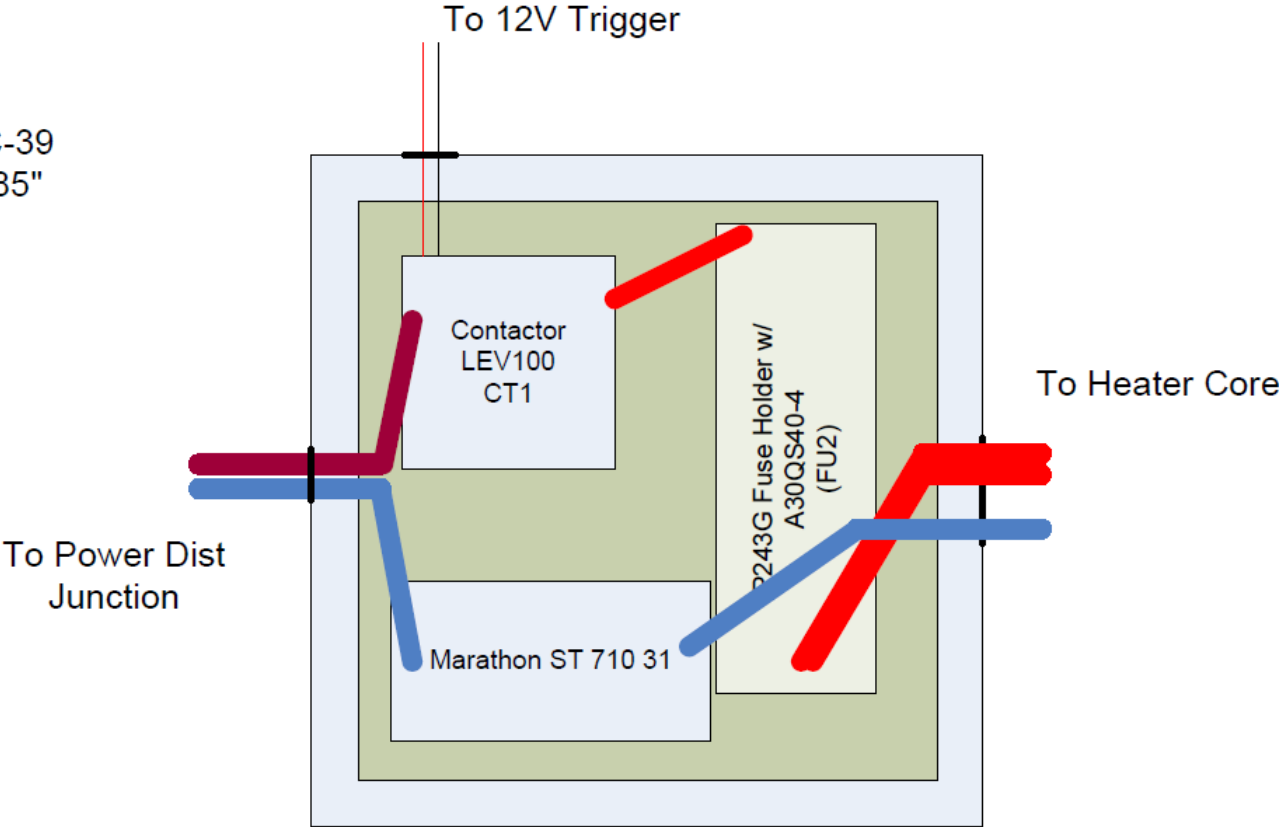 To 12V Trigger
-39
35"
Contactor
LEV100
CT1
P243G Fuse Holder w/
A30QS40-4
(FU2)
To Heater Core
To Power Dist
Junction
Marathon ST 710 31